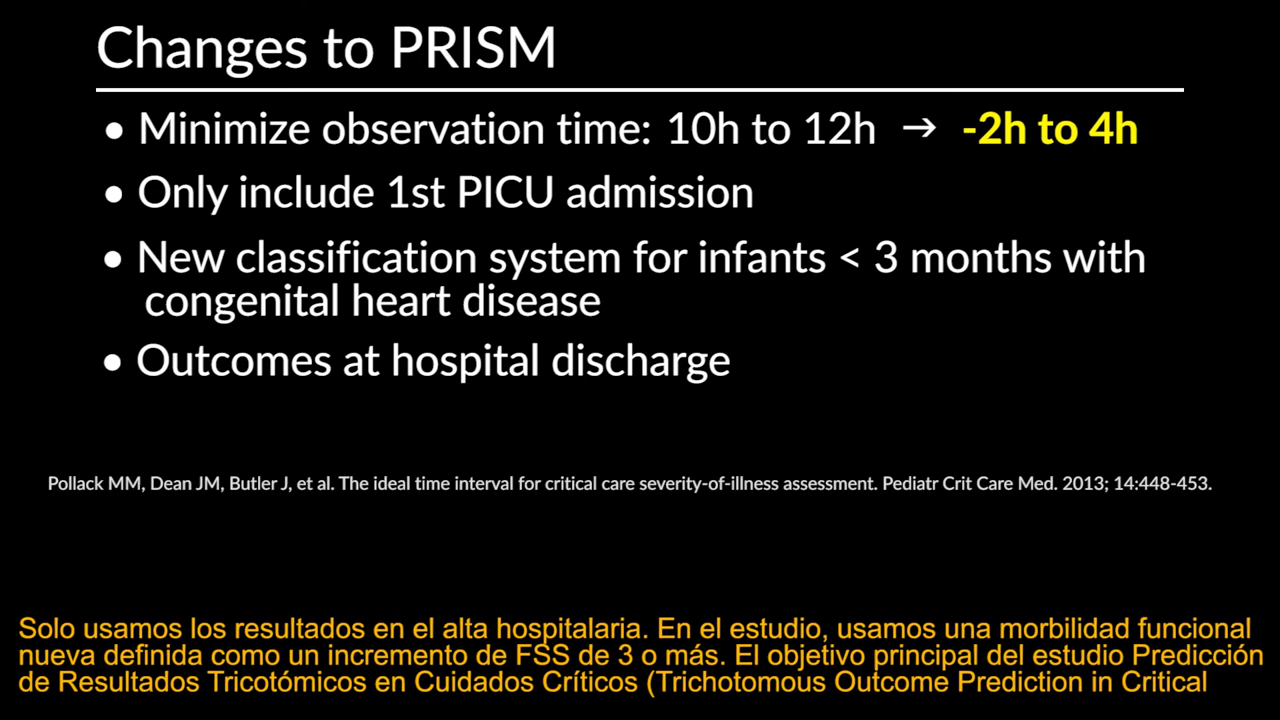 Changes to PRISM
• Minimize observation time: 10h to 12h → -2h to 4h
• Only include 1st PICU admission
• New classification system for infants < 3 months with
congenital heart disease
• Outcomes at hospital discharge
Pollack MM, Dean JM, Butler J, et al. The ideal time interval for critical care severity-of-illness assessment. Pediatr Crit Care Med. 2013; 14:448-453.
Solo usamos los resultados en el alta hospitalaria. En el estudio, usamos una morbilidad funcional
nueva definida como un incremento de FSS de 3 o más. El objetivo principal del estudio Predicción
de Resultados Tricotómicos en Cuidados Críticos (Trichotomous Outcome Prediction in Critical